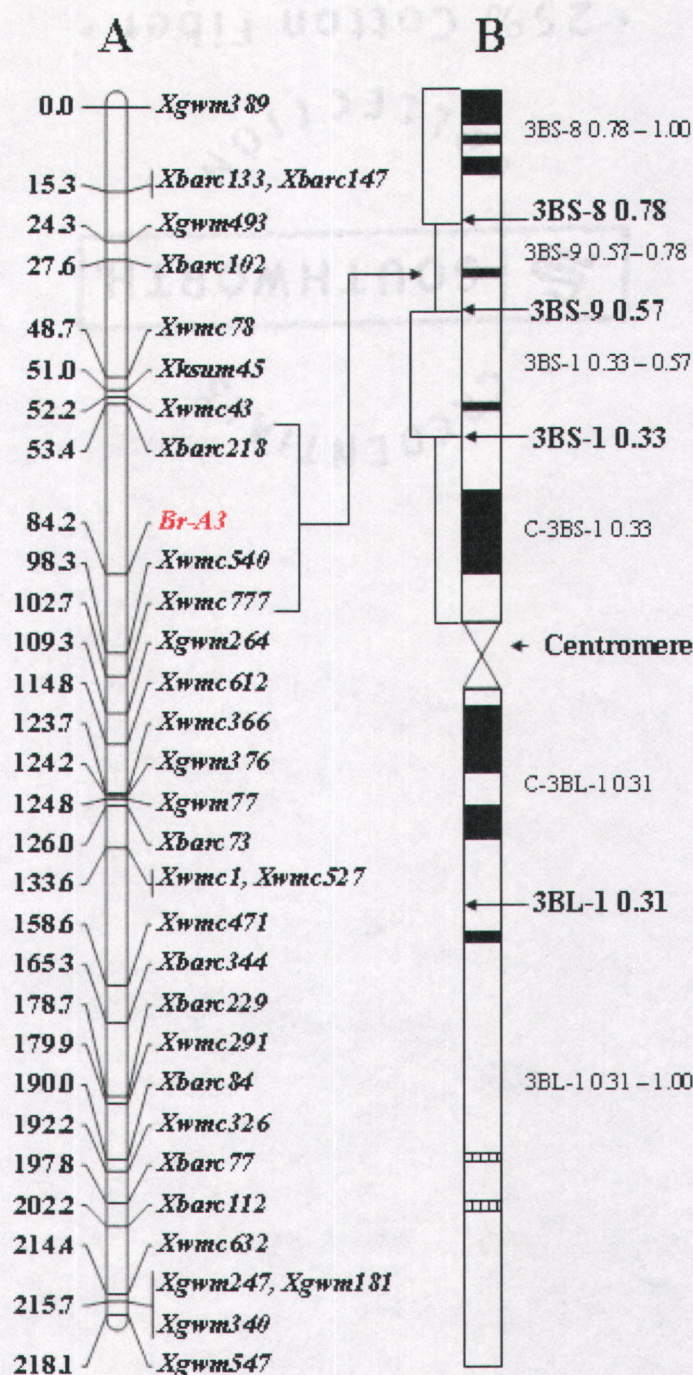 25% Cotton Fiber
A
B
0.0 Xgwm389
15.3 Xbarc133, Xbarc147
24.3 Xgwm493
27.6 Xbarc102
48.7 Xwmc78
51.0 Xksum45
52.2 Xwmc43
53.4 Xbarc218
84.2 Br-A3
98.3 Xwmc540
102.7 Xwmc777
109.3 Xgwm264
114.8 Xwmc612
123.7 Xwmc366
124.2 Xgwm376
124.8 Xgwm77
126.0 Xbarc73
133.6 Xwmc1, Xwmc527
158.6 Xwmc471
165.3 Xbarc344
178.7 Xbarc229
179.9 Xwmc291
190.0 Xbarc84
192.2 Xwmc326
197.8 Xbarc77
202.2 Xbarc112
214.4 Xwmc632
Xgwm247, Xgwm181
215.7
Xgwm340
218.1 Xgwm547
3BS-8 0.78 – 1.00
3BS-8 0.78
3BS-9 0.57–0.78
3BS-9 0.57
3BS-1 0.33 – 0.57
3BS-1 0.33
C-3BS-1 0.33
Centromere
C-3BL-1 0.31
3BL-1 0.31
3BL-1 0.31 – 1.00
SOUTHWORTH